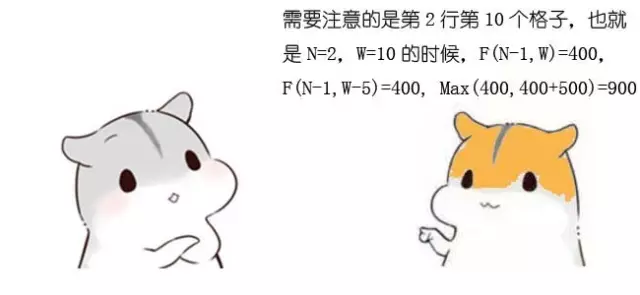 需要注意的是第 2 行第 10 个格子，也就
是 N=2，W=10 的时候，F(N-1,W)=400，
F(N-1,W-5)=400, Max(400,400+500)=900